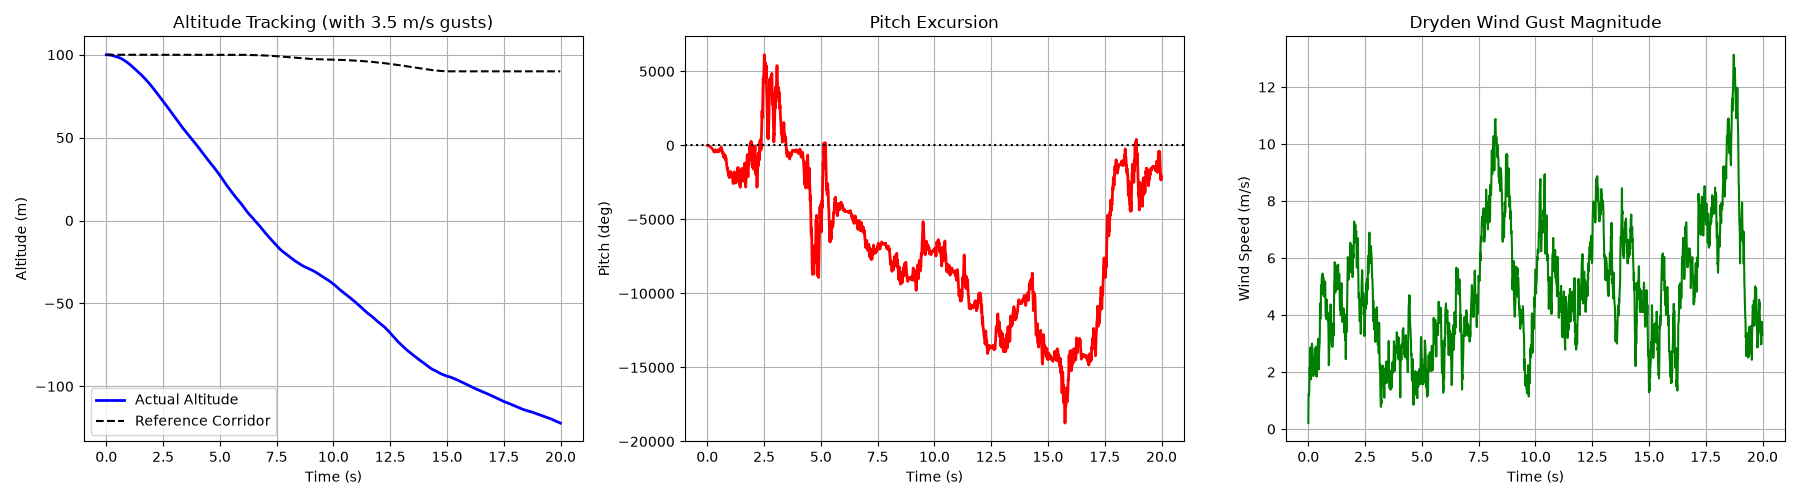 Altitude Tracking (with 3.5 m/s gusts)
Altitude (m)
100
50
0
−50
−100
Actual Altitude
Reference Corridor
0.0 2.5 5.0 7.5 10.0 12.5 15.0 17.5 20.0
Time (s)
Pitch Excursion
Pitch (deg)
5000
0
−5000
−10000
−15000
−20000
0.0 2.5 5.0 7.5 10.0 12.5 15.0 17.5 20.0
Time (s)
Dryden Wind Gust Magnitude
Wind Speed (m/s)
12
10
8
6
4
2
0
0.0 2.5 5.0 7.5 10.0 12.5 15.0 17.5 20.0
Time (s)